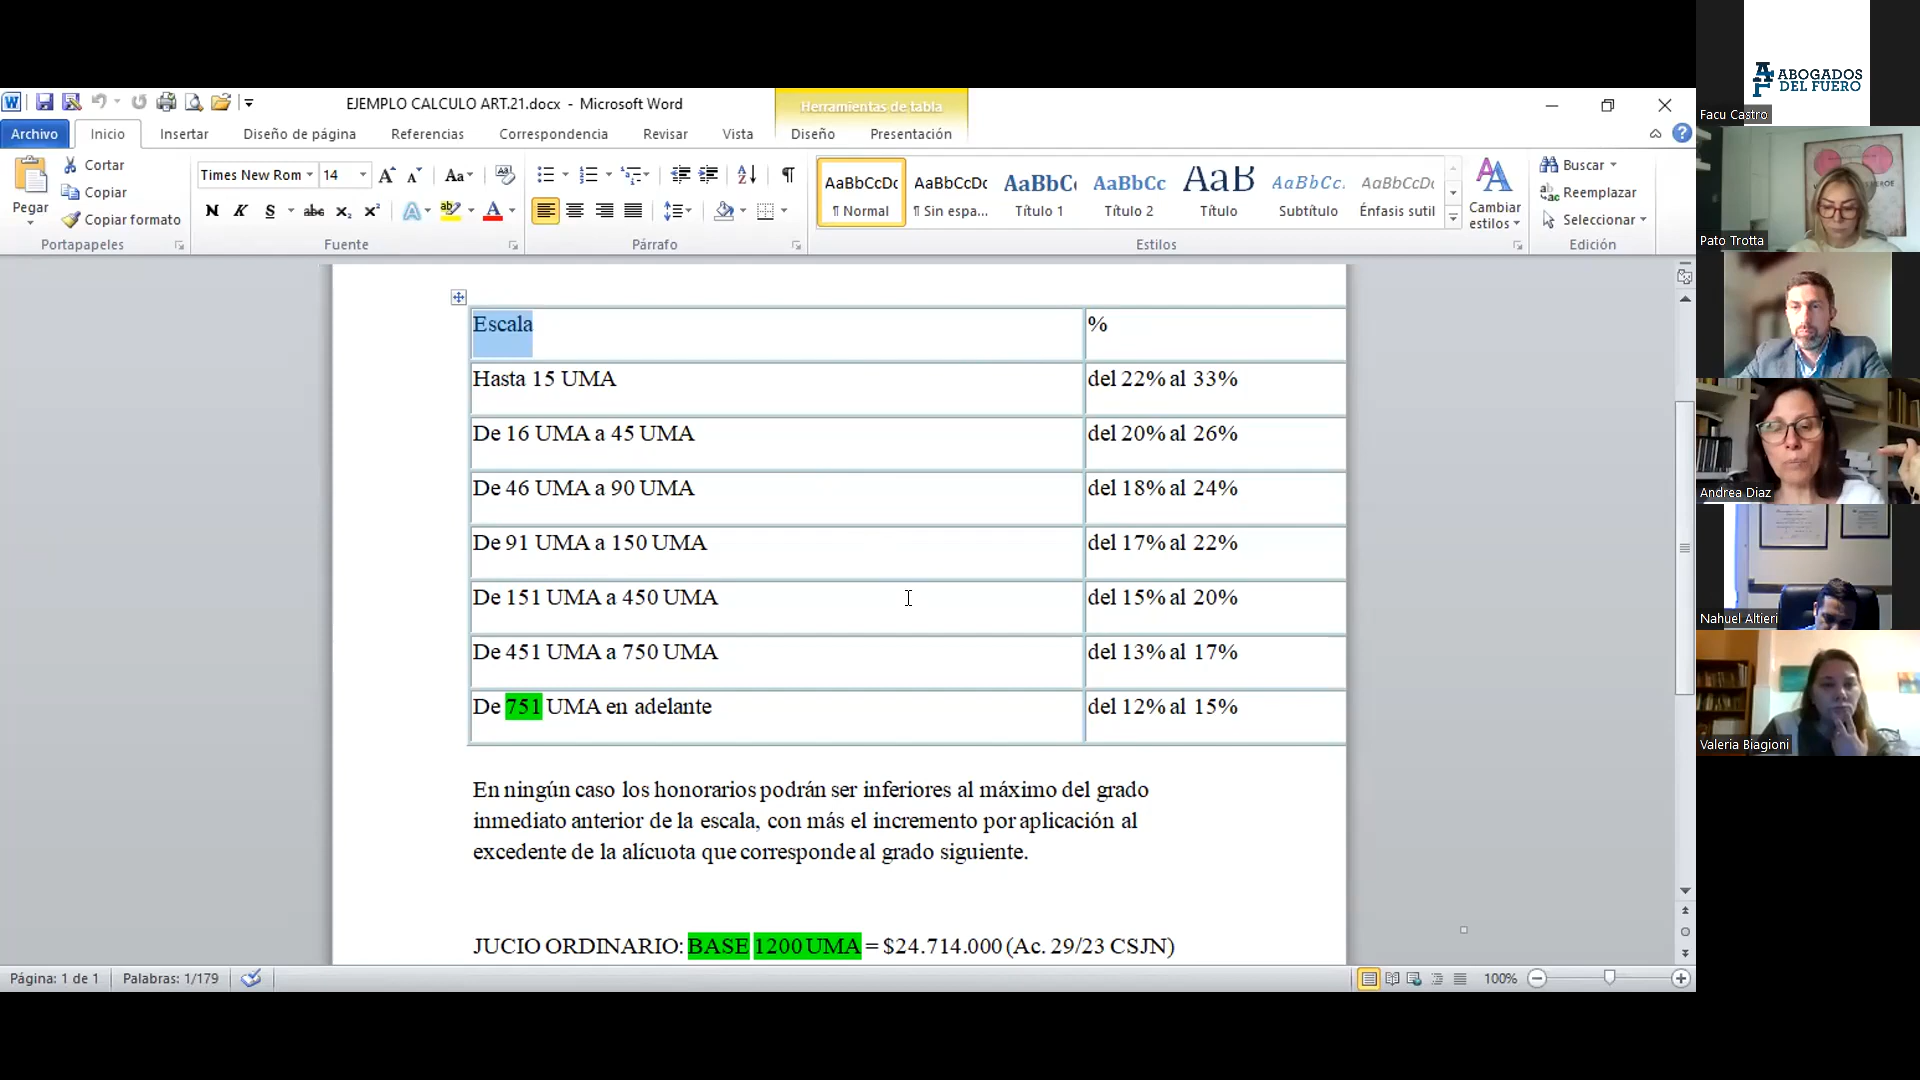 EJEMPLO CALCULO ART.21.docx - Microsoft Word
Herramientas de tabla
Archivo Inicio Insertar Diseño de página Referencias Correspondencia Revisar Vista Diseño Presentación
Pegar
Cortar
Copiar
Copiar formato
Portapapeles
Times New Rom 14
Fuente
Párrafo
AaBbCcDc AaBbCcDc AaBbCc AaBbCc AaB AaBbCc. AaBbCcDc
¶ Normal ¶ Sin espa... Título 1 Título 2 Título Subtítulo Énfasis sutil
Cambiar estilos
Estilos
Buscar
Reemplazar
Seleccionar
Edición
Escala %
Hasta 15 UMA del 22% al 33%
De 16 UMA a 45 UMA del 20% al 26%
De 46 UMA a 90 UMA del 18% al 24%
De 91 UMA a 150 UMA del 17% al 22%
De 151 UMA a 450 UMA del 15% al 20%
De 451 UMA a 750 UMA del 13% al 17%
De 751 UMA en adelante del 12% al 15%
En ningún caso los honorarios podrán ser inferiores al máximo del grado
inmediato anterior de la escala, con más el incremento por aplicación al
excedente de la alícuota que corresponde al grado siguiente.
JUCIO ORDINARIO: BASE 1200 UMA = $24.714.000 (Ac. 29/23 CSJN)
Página: 1 de 1 Palabras: 1/179 100%
ABOGADOS
DEL FUERO
Facu Castro
Pato Trotta
Andrea Diaz
Nahuel Altieri
Valeria Biagioni